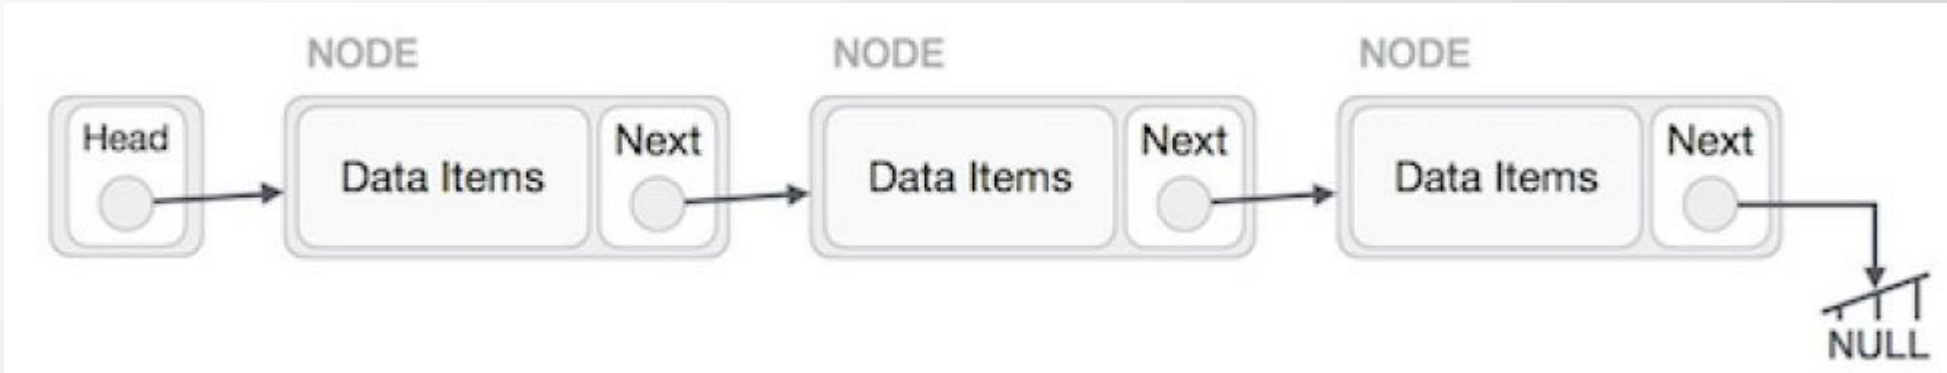 NODE NODE NODE
Head
Data Items Next
Data Items Next
Data Items Next
NULL